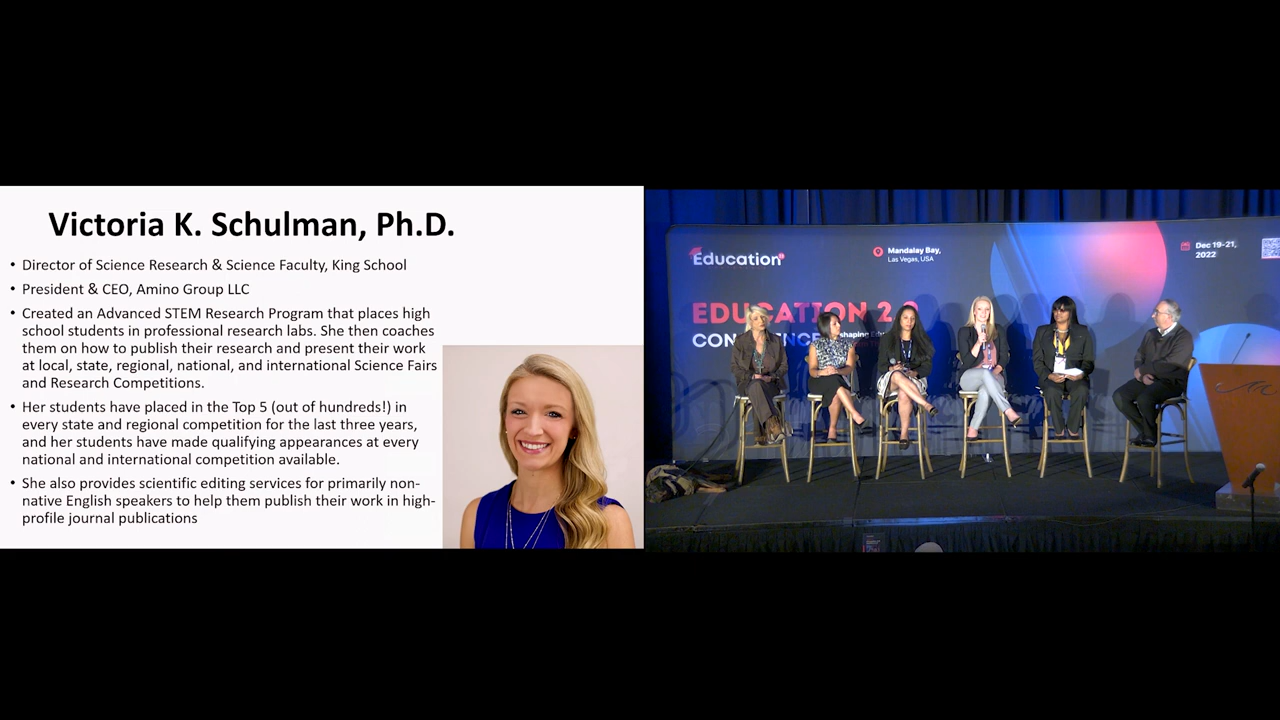 Victoria K. Schulman, Ph.D.
• Director of Science Research & Science Faculty, King School
• President & CEO, Amino Group LLC
• Created an Advanced STEM Research Program that places high
school students in professional research labs. She then coaches
them on how to publish their research and present their work
at local, state, regional, national, and international Science Fairs
and Research Competitions.
• Her students have placed in the Top 5 (out of hundreds!) in
every state and regional competition for the last three years,
and her students have made qualifying appearances at every
national and international competition available.
• She also provides scientific editing services for primarily non-
native English speakers to help them publish their work in high-
profile journal publications
Education
Mandalay Bay,
Las Vegas, USA
Dec 19-21,
2022
EDUCATION 2.
CON